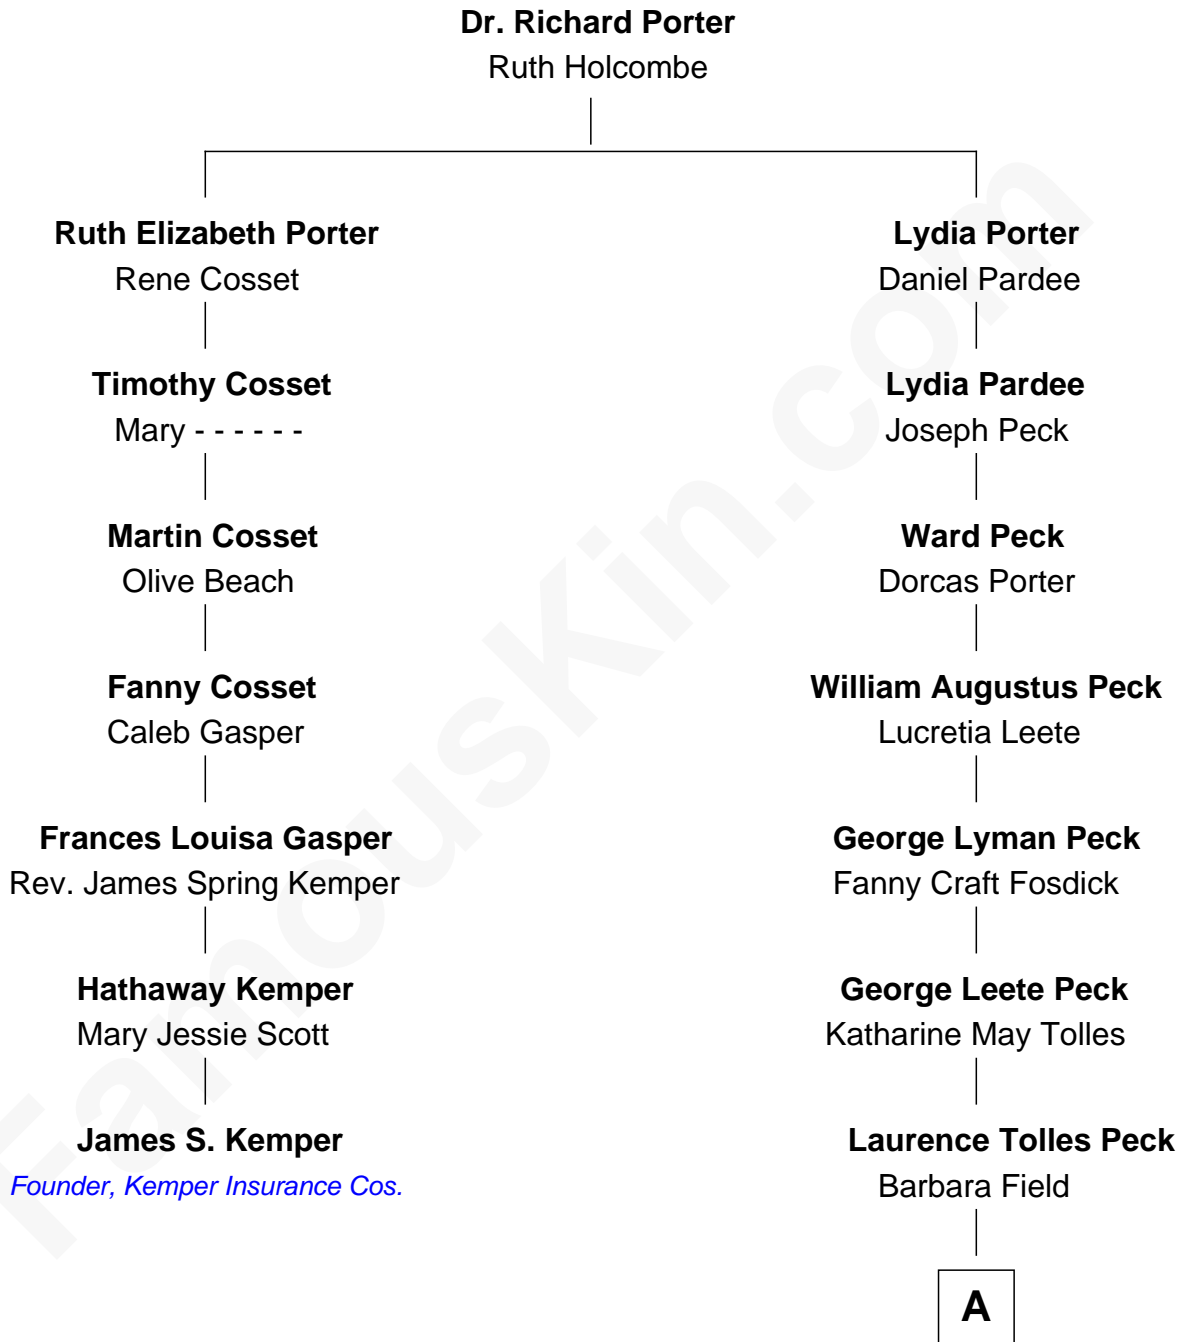 Dr. Richard Porter
Ruth Holcombe
Ruth Elizabeth Porter
Rene Cosset
Timothy Cosset
Mary - - - - - -
Martin Cosset
Olive Beach
Fanny Cosset
Caleb Gasper
Frances Louisa Gasper
Rev. James Spring Kemper
Hathaway Kemper
Mary Jessie Scott
James S. Kemper
Founder, Kemper Insurance Cos.
Lydia Porter
Daniel Pardee
Lydia Pardee
Joseph Peck
Ward Peck
Dorcas Porter
William Augustus Peck
Lucretia Leete
George Lyman Peck
Fanny Craft Fosdick
George Leete Peck
Katharine May Tolles
Laurence Tolles Peck
Barbara Field
A
FamousKin.com